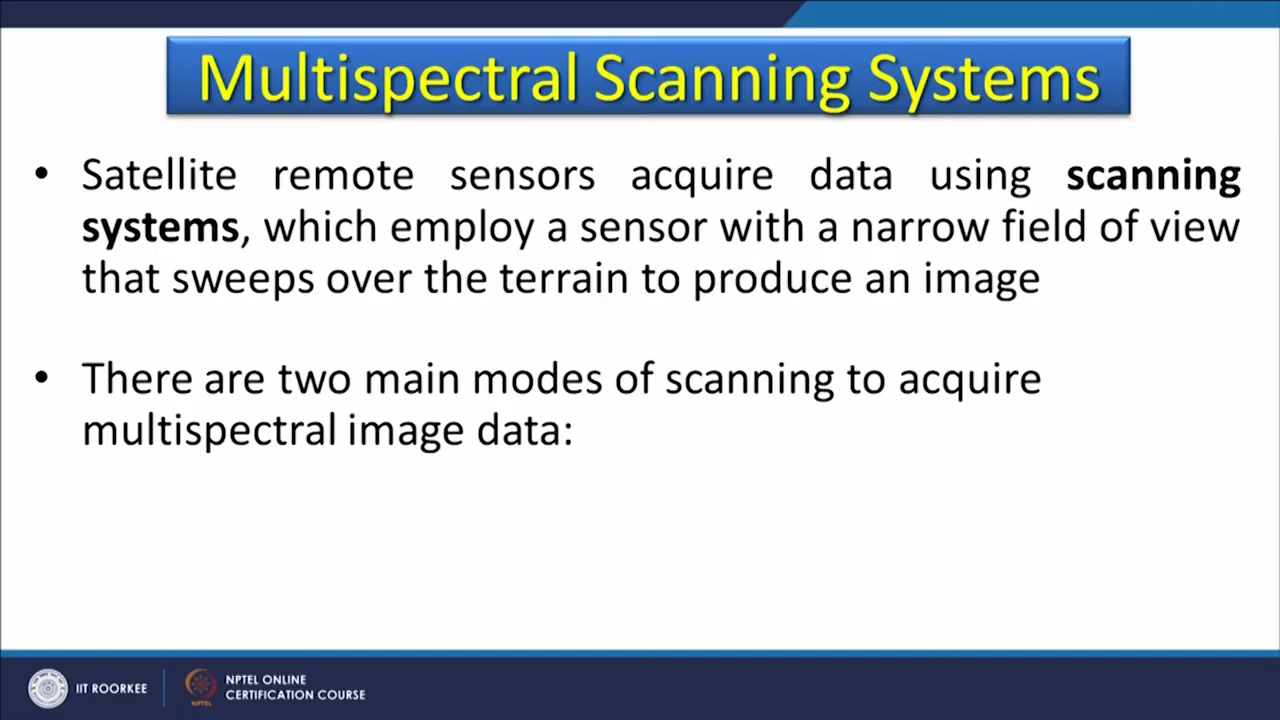 Multispectral Scanning Systems
• Satellite remote sensors acquire data using scanning
systems, which employ a sensor with a narrow field of view
that sweeps over the terrain to produce an image
• There are two main modes of scanning to acquire
multispectral image data:
IIT ROORKEE
NPTEL
NPTEL ONLINE
CERTIFICATION COURSE